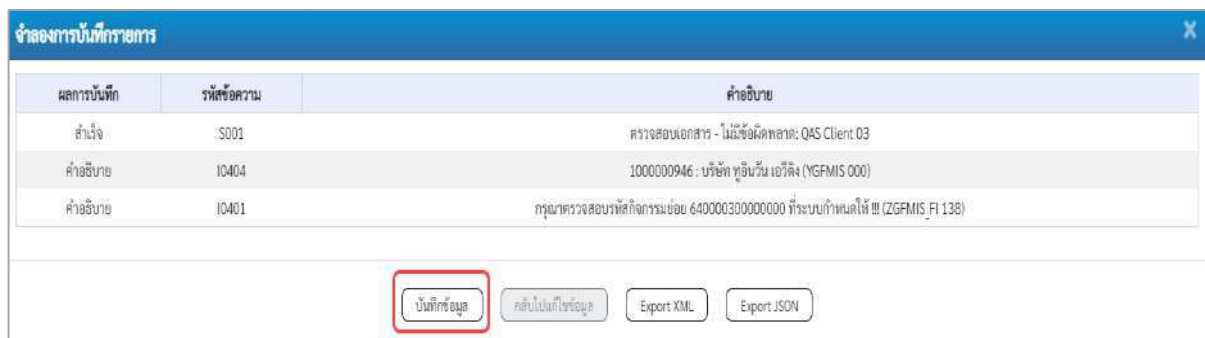 จำลองการบันทึกรายการ
X
ผลการบันทึก รหัสข้อความ คำอธิบาย
สำเร็จ S001 ตรวจสอบเอกสาร - ไม่มีข้อผิดพลาด: QAS Client 03
คำอธิบาย I0404 1000000946 : บริษัท ทูอินวัน เอวีดิง (YGFMIS 000)
คำอธิบาย I0401 กรุณาตรวจสอบรหัสกิจกรรมย่อย 640000300000000 ที่ระบบกำหนดให้ !!! (ZGFMIS_FI 138)
บันทึกข้อมูล กลับไปแก้ไขข้อมูล Export XML Export JSON